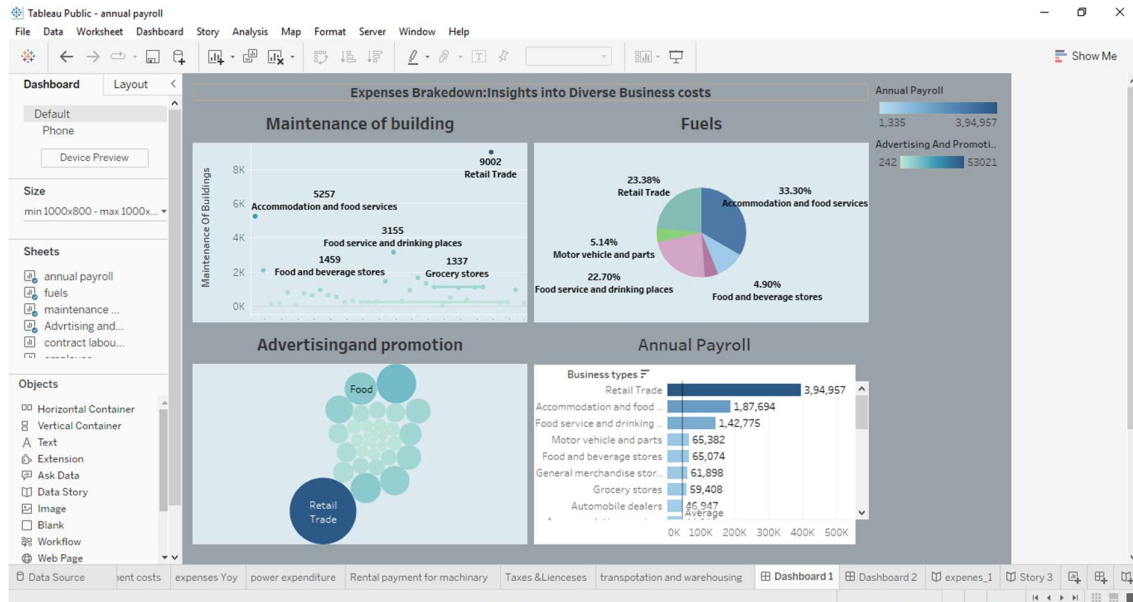 Tableau Public - annual payroll
File Data Worksheet Dashboard Story Analysis Map Format Server Window Help
Show Me
Dashboard Layout
Default
Phone
Device Preview
Size
min 1000x800 - max 1000x...
Sheets
annual payroll
fuels
maintenance ...
Advrtising and...
contract labou...
Objects
Horizontal Container
Vertical Container
Text
Extension
Ask Data
Data Story
Image
Blank
Workflow
Web Page
Expenses Brakedown:Insights into Diverse Business costs
Maintenance of building
Maintenance Of Buildings
8K
6K
4K
2K
0K
9002
Retail Trade
5257
Accommodation and food services
3155
Food service and drinking places
1459
Food and beverage stores
1337
Grocery stores
Fuels
23.38%
Retail Trade
33.30%
Accommodation and food services
5.14%
Motor vehicle and parts
22.70%
Food service and drinking places
4.90%
Food and beverage stores
Annual Payroll
1,335 3,94,957
Advertising And Promoti..
242 53021
Advertisingand promotion
Food
Retail
Trade
Annual Payroll
Business types
Retail Trade 3,94,957
Accommodation and food .. 1,87,694
Food service and drinking .. 1,42,775
Motor vehicle and parts 65,382
Food and beverage stores 65,074
General merchandise stor.. 61,898
Grocery stores 59,408
Automobile dealers 46,947
Average
0K 100K 200K 300K 400K 500K
Data Source nent costs expenses Yoy power expenditure Rental payment for machinery Taxes &Lienceses transpotation and warehousing Dashboard 1 Dashboard 2 expenes_1 Story 3